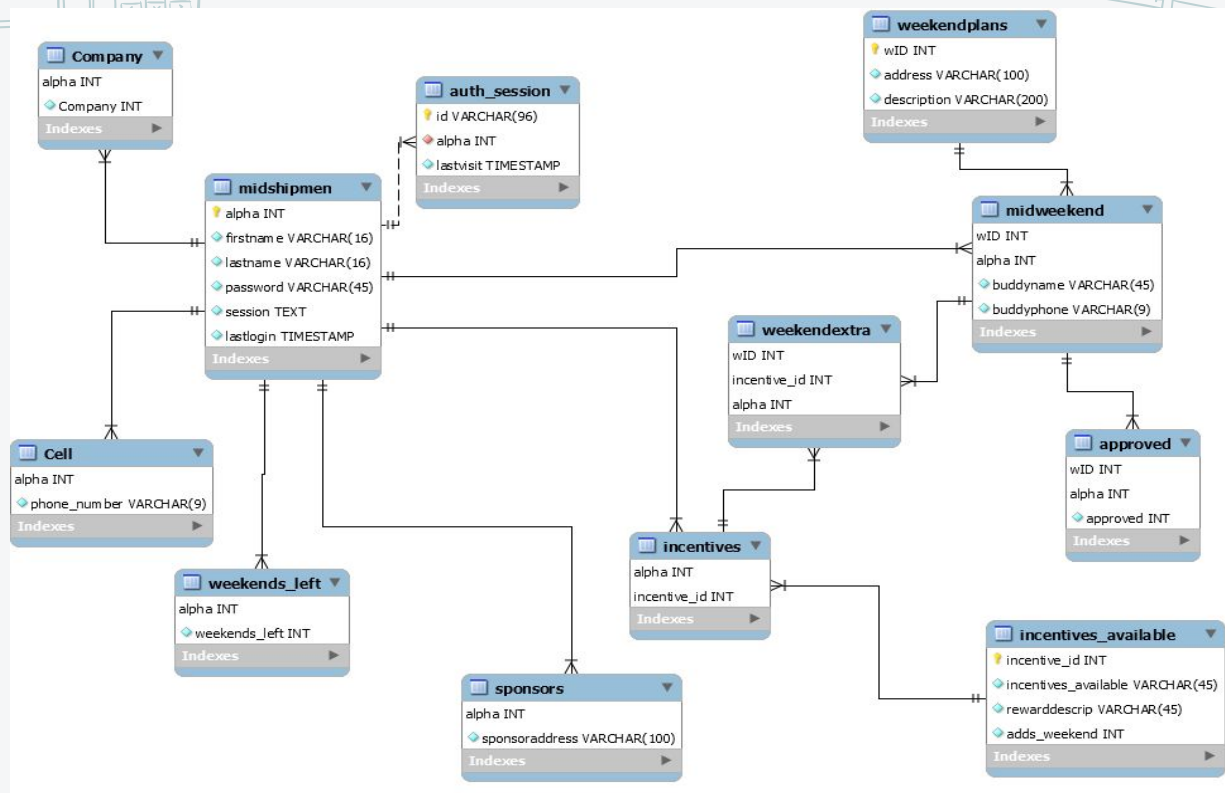 Company
alpha INT
Company INT
Indexes
auth_session
id VARCHAR(96)
alpha INT
lastvisit TIMESTAMP
Indexes
weekendplans
wID INT
address VARCHAR(100)
description VARCHAR(200)
Indexes
midshipmen
alpha INT
firstname VARCHAR(16)
lastname VARCHAR(16)
password VARCHAR(45)
session TEXT
lastlogin TIMESTAMP
Indexes
midweekend
wID INT
alpha INT
buddyname VARCHAR(45)
buddyphone VARCHAR(9)
Indexes
weekendextra
wID INT
incentive_id INT
alpha INT
Indexes
Cell
alpha INT
phone_number VARCHAR(9)
Indexes
approved
wID INT
alpha INT
approved INT
Indexes
weekends_left
alpha INT
weekends_left INT
Indexes
incentives
alpha INT
incentive_id INT
Indexes
sponsors
alpha INT
sponsoraddress VARCHAR(100)
Indexes
incentives_available
incentive_id INT
incentives_available VARCHAR(45)
rewarddescrip VARCHAR(45)
adds_weekend INT
Indexes